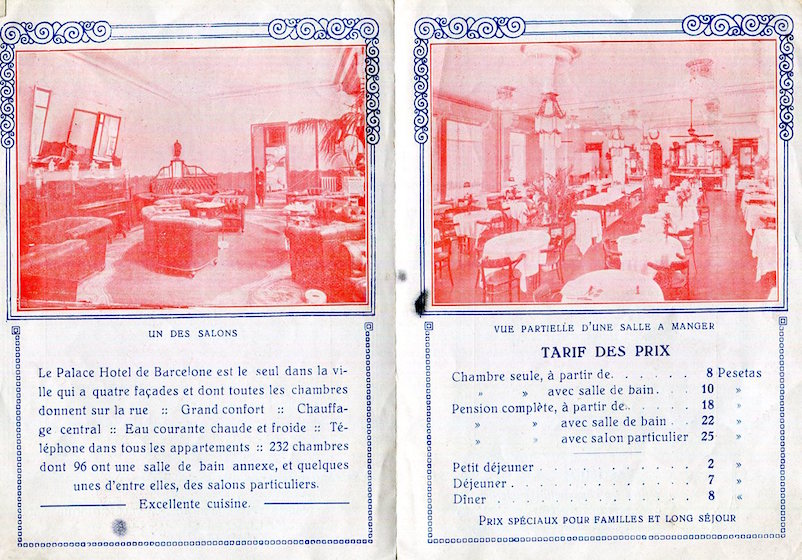 UN DES SALONS
Le Palace Hotel de Barcelone est le seul dans la vi-
lle qui a quatre façades et dont toutes les chambres
donnent sur la rue :: Grand confort :: Chauffa-
ge central :: Eau courante chaude et froide :: Té-
léphone dans tous les appartements :: 232 chambres
dont 96 ont une salle de bain annexe, et quelques
unes d'entre elles, des salons particuliers.
Excellente cuisine.
VUE PARTIELLE D'UNE SALLE A MANGER
TARIF DES PRIX
Chambre seule, à partir de. . . . . . 8 Pesetas
» » avec salle de bain. . . . 10 »
Pension complète, à partir de. . . . . . 18 »
» » avec salle de bain . . . 22 »
» » avec salon particulier 25 »
Petit déjeuner . . . . . . . . . . 2 »
Déjeuner . . . . . . . . . . . . 7 »
Dîner . . . . . . . . . . . . 8 «
PRIX SPÉCIAUX POUR FAMILLES ET LONG SÉJOUR